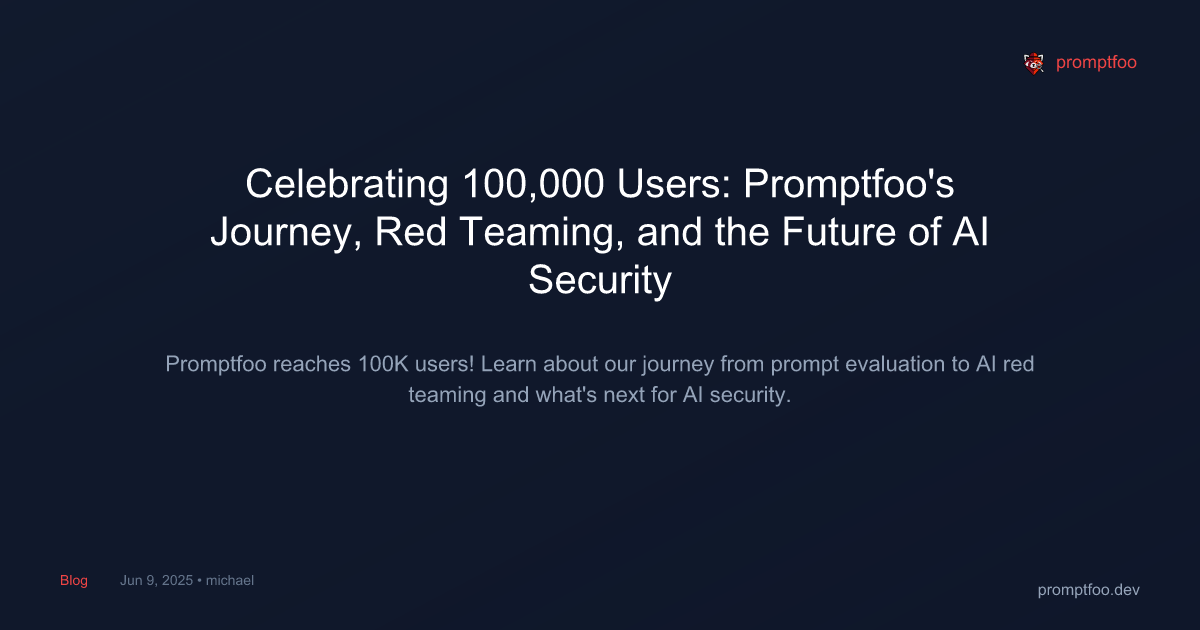 promptfoo
Celebrating 100,000 Users: Promptfoo's
Journey, Red Teaming, and the Future of AI
Security
Promptfoo reaches 100K users! Learn about our journey from prompt evaluation to AI red
teaming and what's next for AI security.
Blog
Jun 9, 2025 • michael
promptfoo.dev